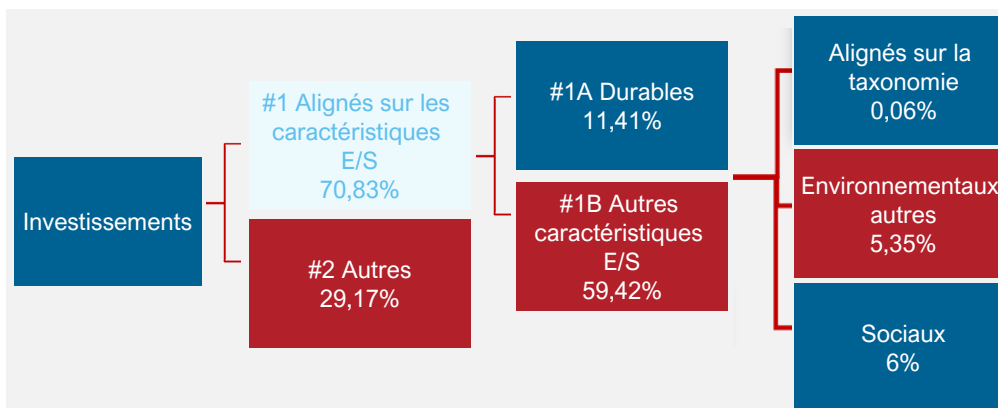 Investissements
#1 Alignés sur les
caractéristiques
E/S
70,83%
#2 Autres
29,17%
#1A Durables
11,41%
#1B Autres
caractéristiques
E/S
59,42%
Alignés sur la
taxonomie
0,06%
Environnementaux
autres
5,35%
Sociaux
6%